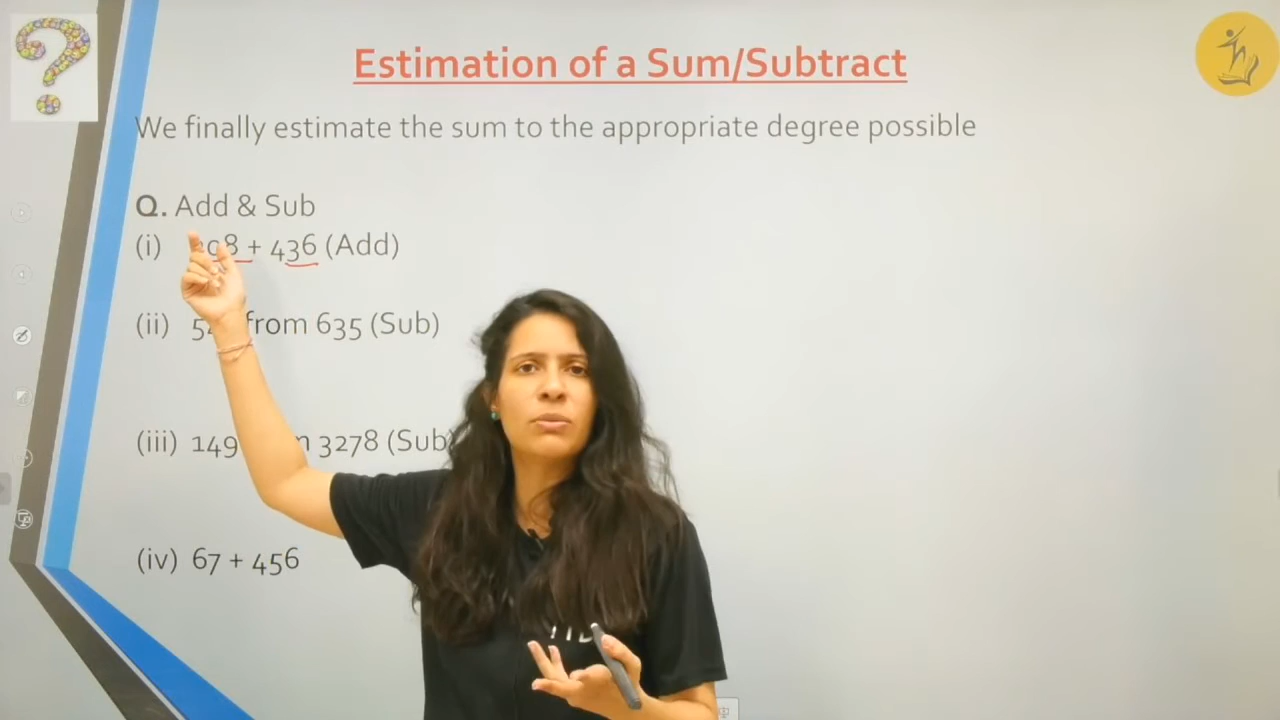 Estimation of a Sum/Subtract
We finally estimate the sum to the appropriate degree possible
Q. Add & Sub
(i) + 436 (Add)
(ii) from 635 (Sub)
(iii) 3278 (Sub)
(iv) 67 + 456